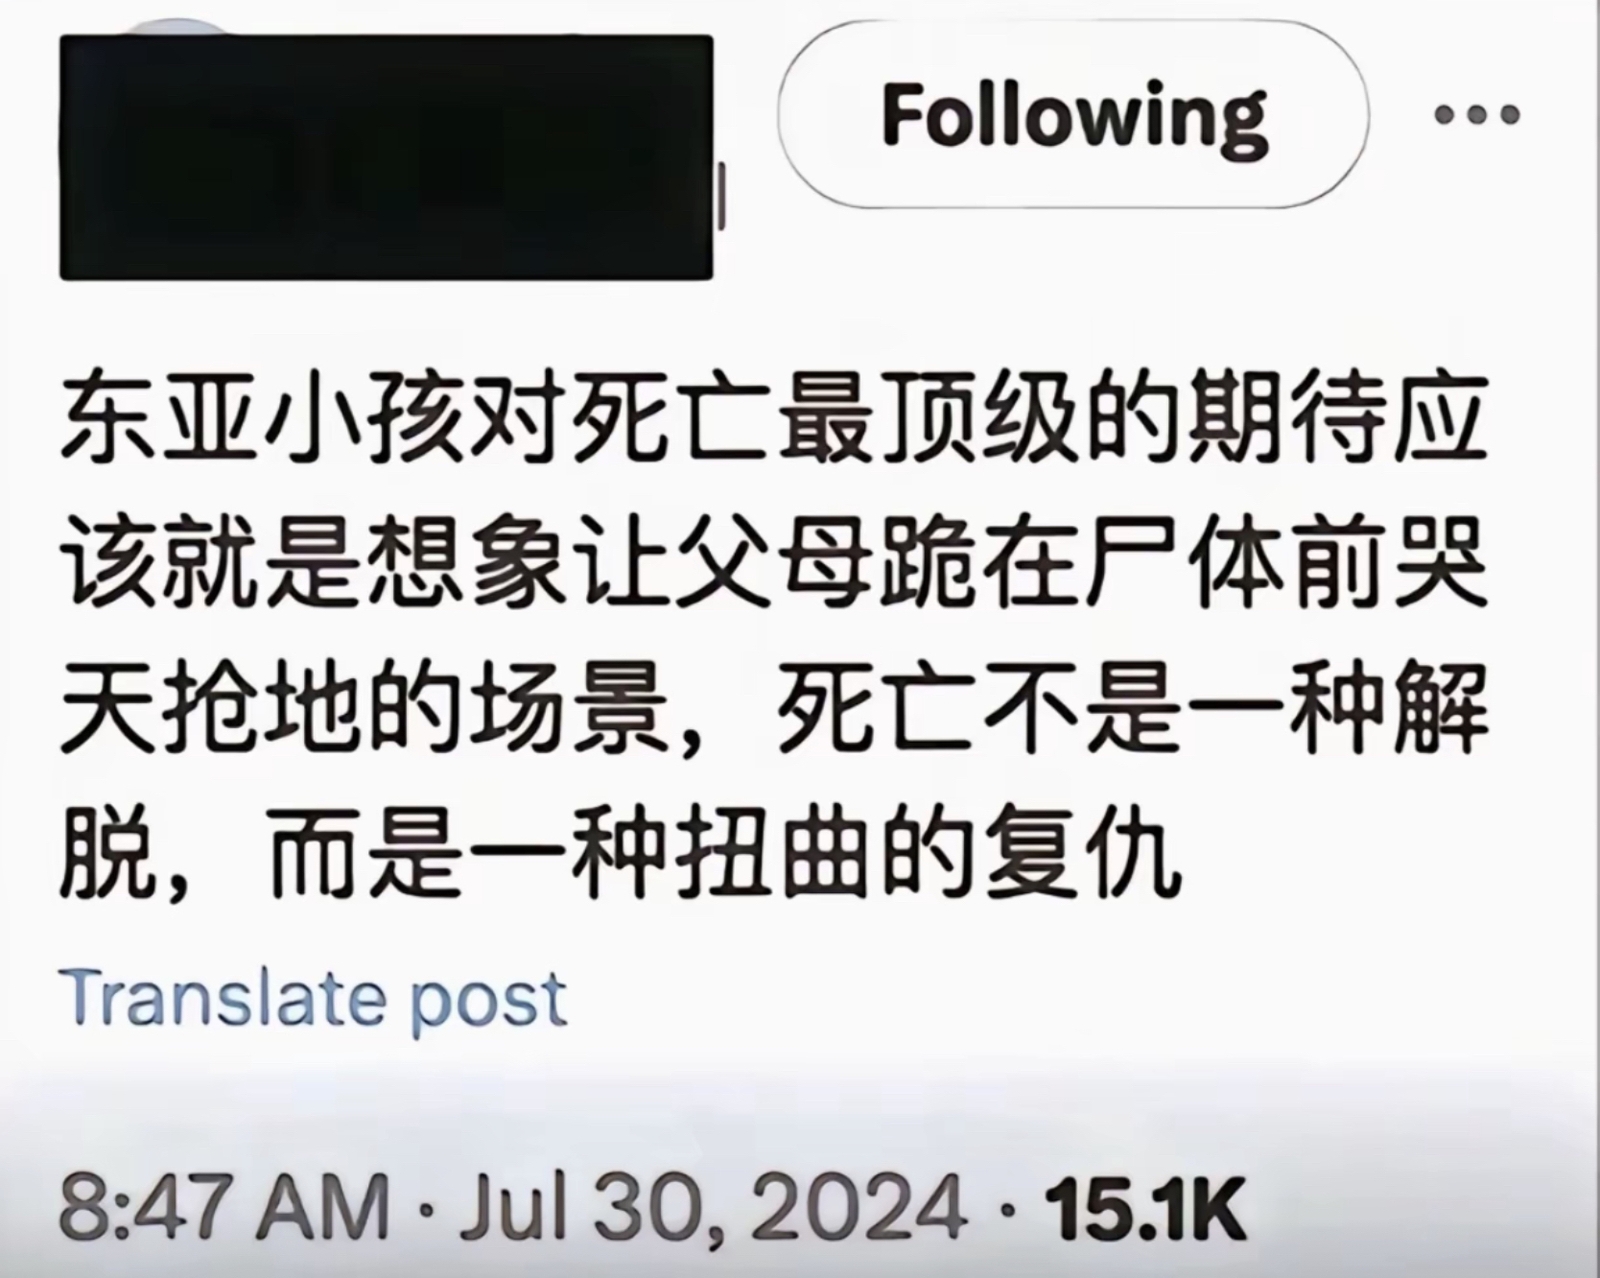 Following
东亚小孩对死亡最顶级的期待应
该就是想象让父母跪在尸体前哭
天抢地的场景，死亡不是一种解
脱，而是一种扭曲的复仇
Translate post
8:47 AM · Jul 30, 2024 · 15.1K